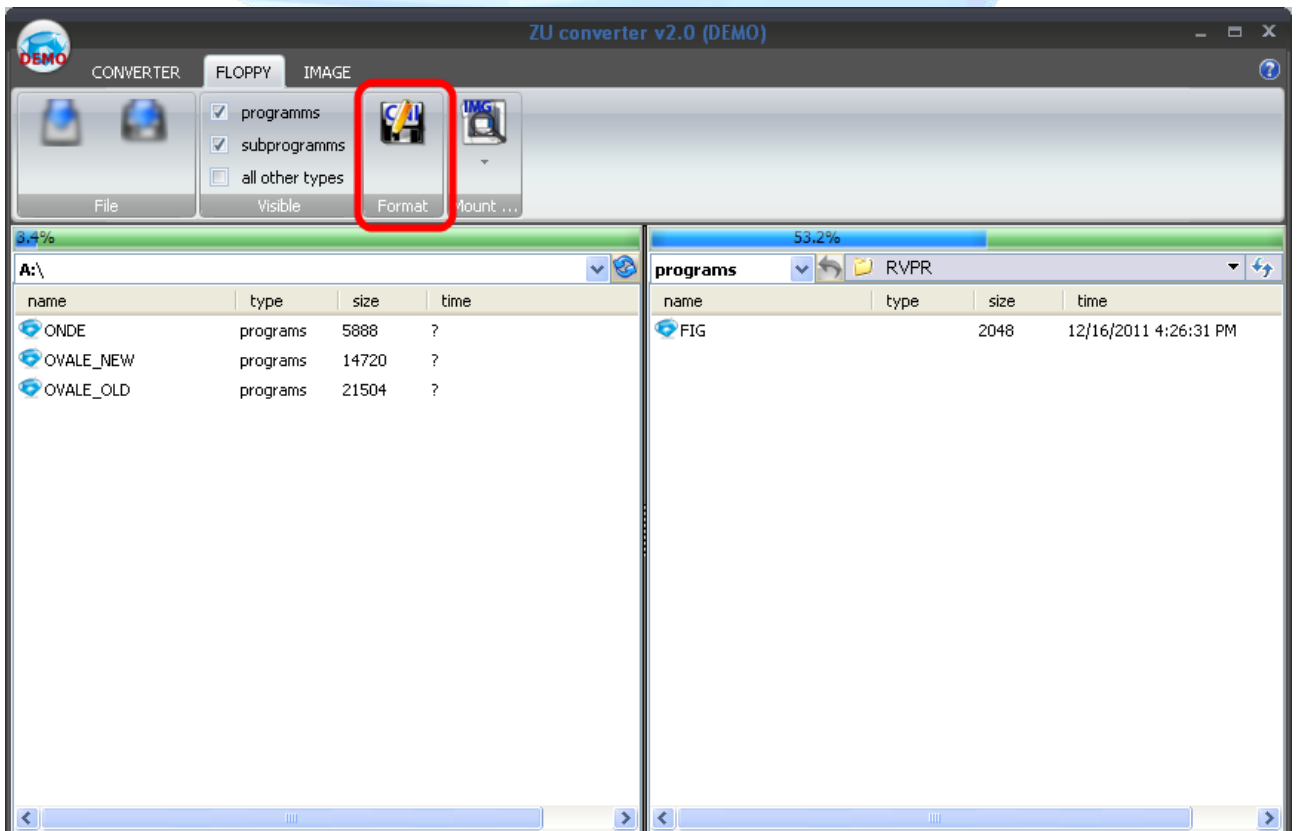 ZU converter v2.0 (DEMO)
DEMO
CONVERTER FLOPPY IMAGE
programms
subprogramms
all other types
IMG
File Visible Format Mount ...
3.4% 53.2%
A:\ programs RVPR
name type size time name type size time
ONDE programs 5888 ? FIG 2048 12/16/2011 4:26:31 PM
OVALE_NEW programs 14720 ?
OVALE_OLD programs 21504 ?